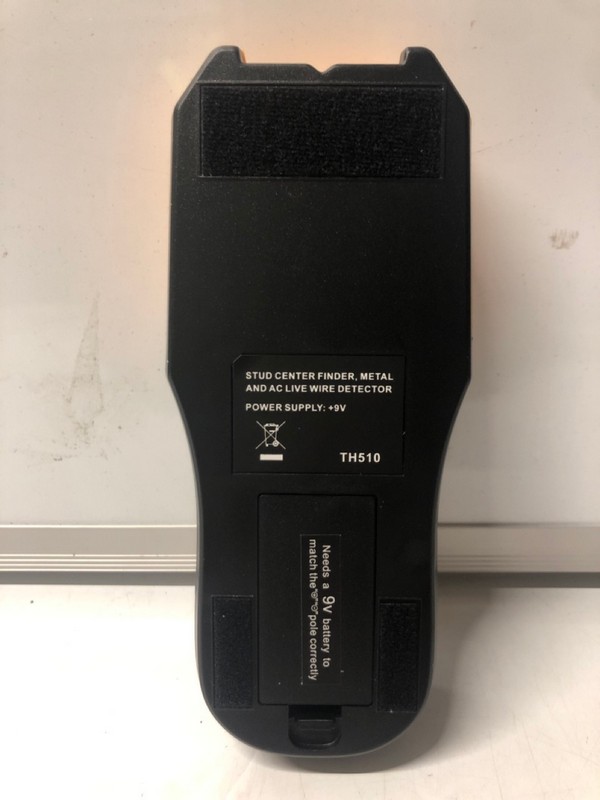 STUD CENTER FINDER, METAL
AND AC LIVE WIRE DETECTOR
POWER SUPPLY: +9V
TH510
Needs a 9V battery to
match the ⊕ ⊖ pole correctly